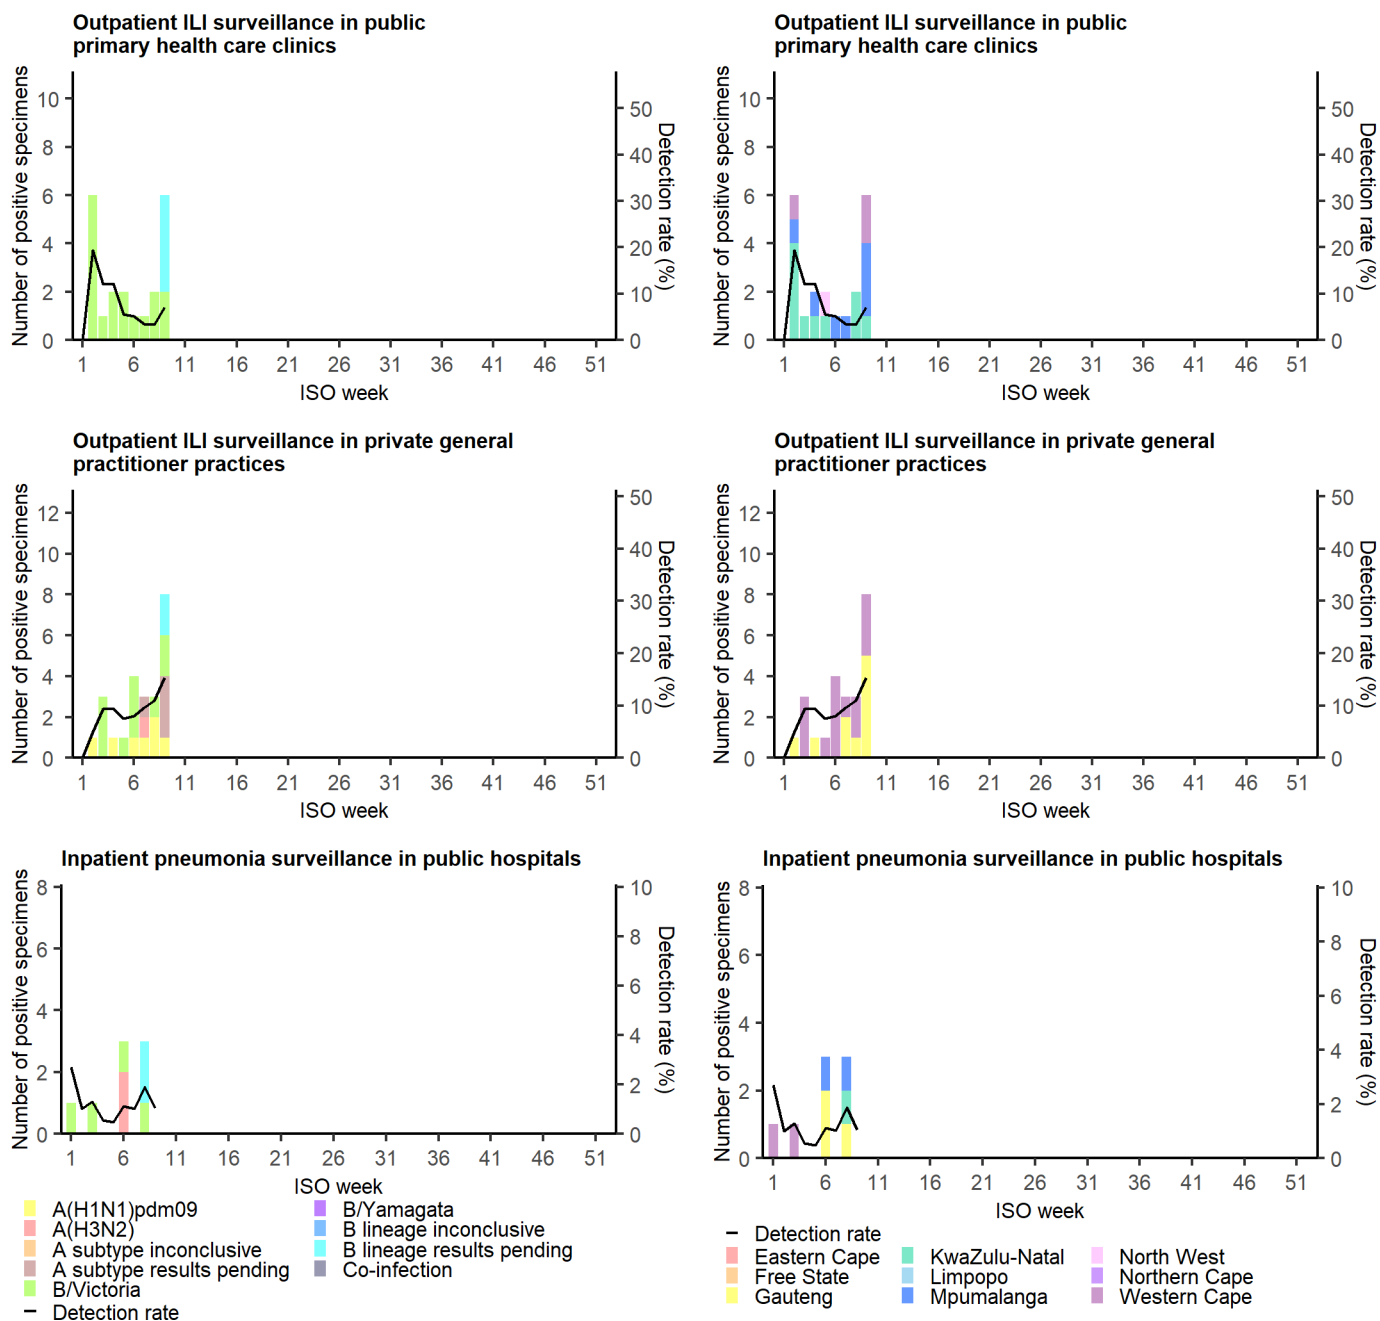 Outpatient ILI surveillance in public
primary health care clinics
Number of positive specimens
10
8
6
4
2
0
50
40
30
20
10
0
Detection rate (%)
1 6 11 16 21 26 31 36 41 46 51
ISO week
Outpatient ILI surveillance in public
primary health care clinics
Number of positive specimens
10
8
6
4
2
0
50
40
30
20
10
0
Detection rate (%)
1 6 11 16 21 26 31 36 41 46 51
ISO week
Outpatient ILI surveillance in private general
practitioner practices
Number of positive specimens
12
10
8
6
4
2
0
50
40
30
20
10
0
Detection rate (%)
1 6 11 16 21 26 31 36 41 46 51
ISO week
Outpatient ILI surveillance in private general
practitioner practices
Number of positive specimens
12
10
8
6
4
2
0
50
40
30
20
10
0
Detection rate (%)
1 6 11 16 21 26 31 36 41 46 51
ISO week
Inpatient pneumonia surveillance in public hospitals
Number of positive specimens
8
6
4
2
0
10
8
6
4
2
0
Detection rate (%)
1 6 11 16 21 26 31 36 41 46 51
ISO week
A(H1N1)pdm09
A(H3N2)
A subtype inconclusive
A subtype results pending
B/Victoria
Detection rate
B/Yamagata
B lineage inconclusive
B lineage results pending
Co-infection
Inpatient pneumonia surveillance in public hospitals
Number of positive specimens
8
6
4
2
0
10
8
6
4
2
0
Detection rate (%)
1 6 11 16 21 26 31 36 41 46 51
ISO week
Detection rate
Eastern Cape
Free State
Gauteng
KwaZulu-Natal
Limpopo
Mpumalanga
North West
Northern Cape
Western Cape